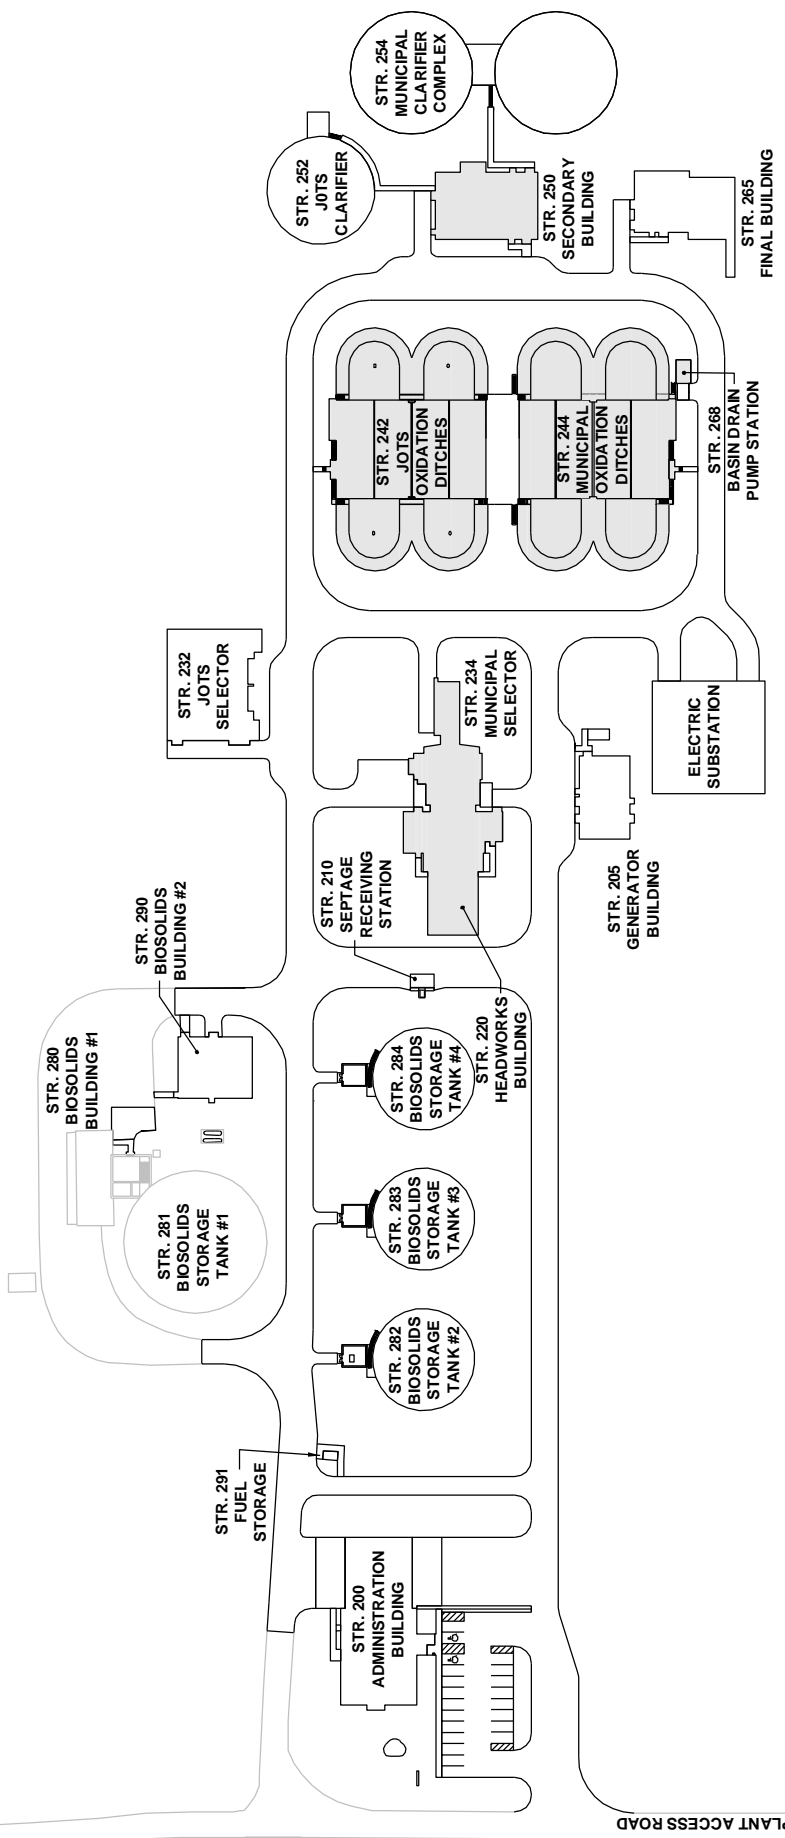 STR. 254
MUNICIPAL
CLARIFIER
COMPLEX
STR. 252
JOTS
CLARIFIER
STR. 250
SECONDARY
BUILDING
STR. 265
FINAL BUILDING
STR. 242
JOTS
OXIDATION
DITCHES
STR. 244
MUNICIPAL
OXIDATION
DITCHES
STR. 268
BASIN DRAIN
PUMP STATION
STR. 232
JOTS
SELECTOR
STR. 234
MUNICIPAL
SELECTOR
ELECTRIC
SUBSTATION
STR. 210
SEPTAGE
RECEIVING
STATION
STR. 205
GENERATOR
BUILDING
STR. 290
BIOSOLIDS
BUILDING #2
STR. 280
BIOSOLIDS
BUILDING #1
STR. 220
HEADWORKS
BUILDING
STR. 284
BIOSOLIDS
STORAGE
TANK #4
STR. 281
BIOSOLIDS
STORAGE
TANK #1
STR. 283
BIOSOLIDS
STORAGE
TANK #3
STR. 282
BIOSOLIDS
STORAGE
TANK #2
STR. 291
FUEL
STORAGE
STR. 200
ADMINISTRATION
BUILDING
PLANT ACCESS ROAD